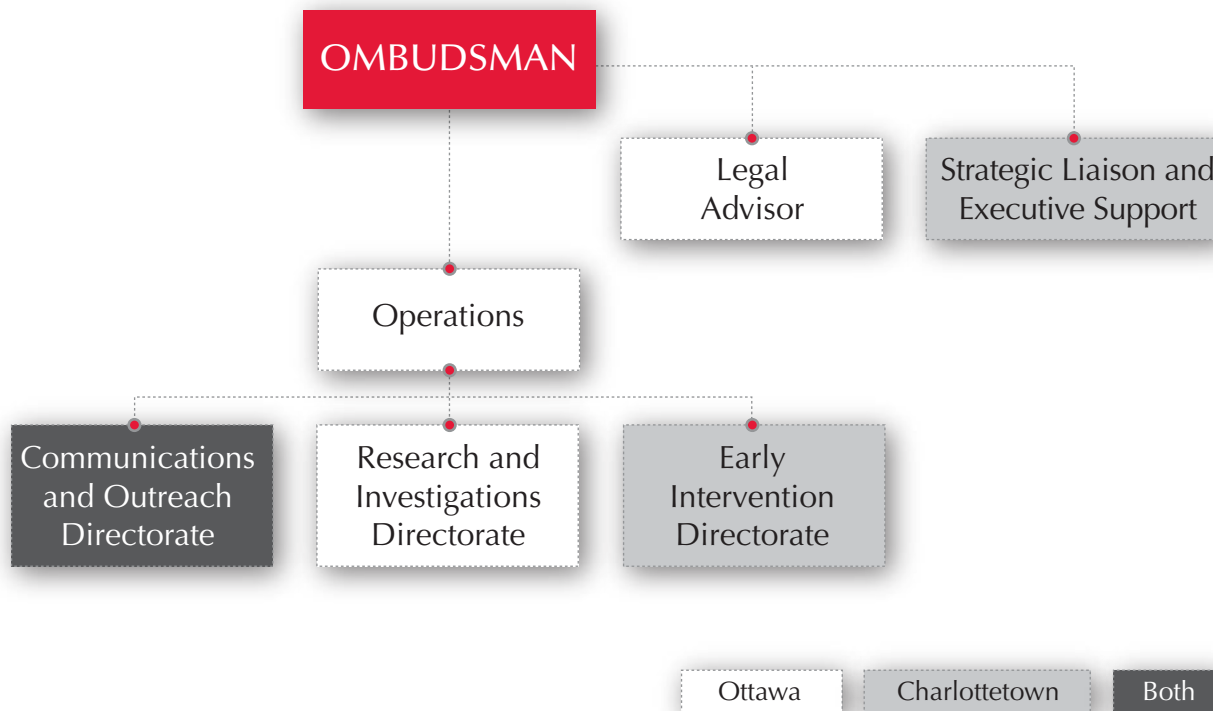 OMBUDSMAN
Legal
Advisor
Strategic Liaison and
Executive Support
Operations
Communications
and Outreach
Directorate
Research and
Investigations
Directorate
Early
Intervention
Directorate
Ottawa
Charlottetown
Both